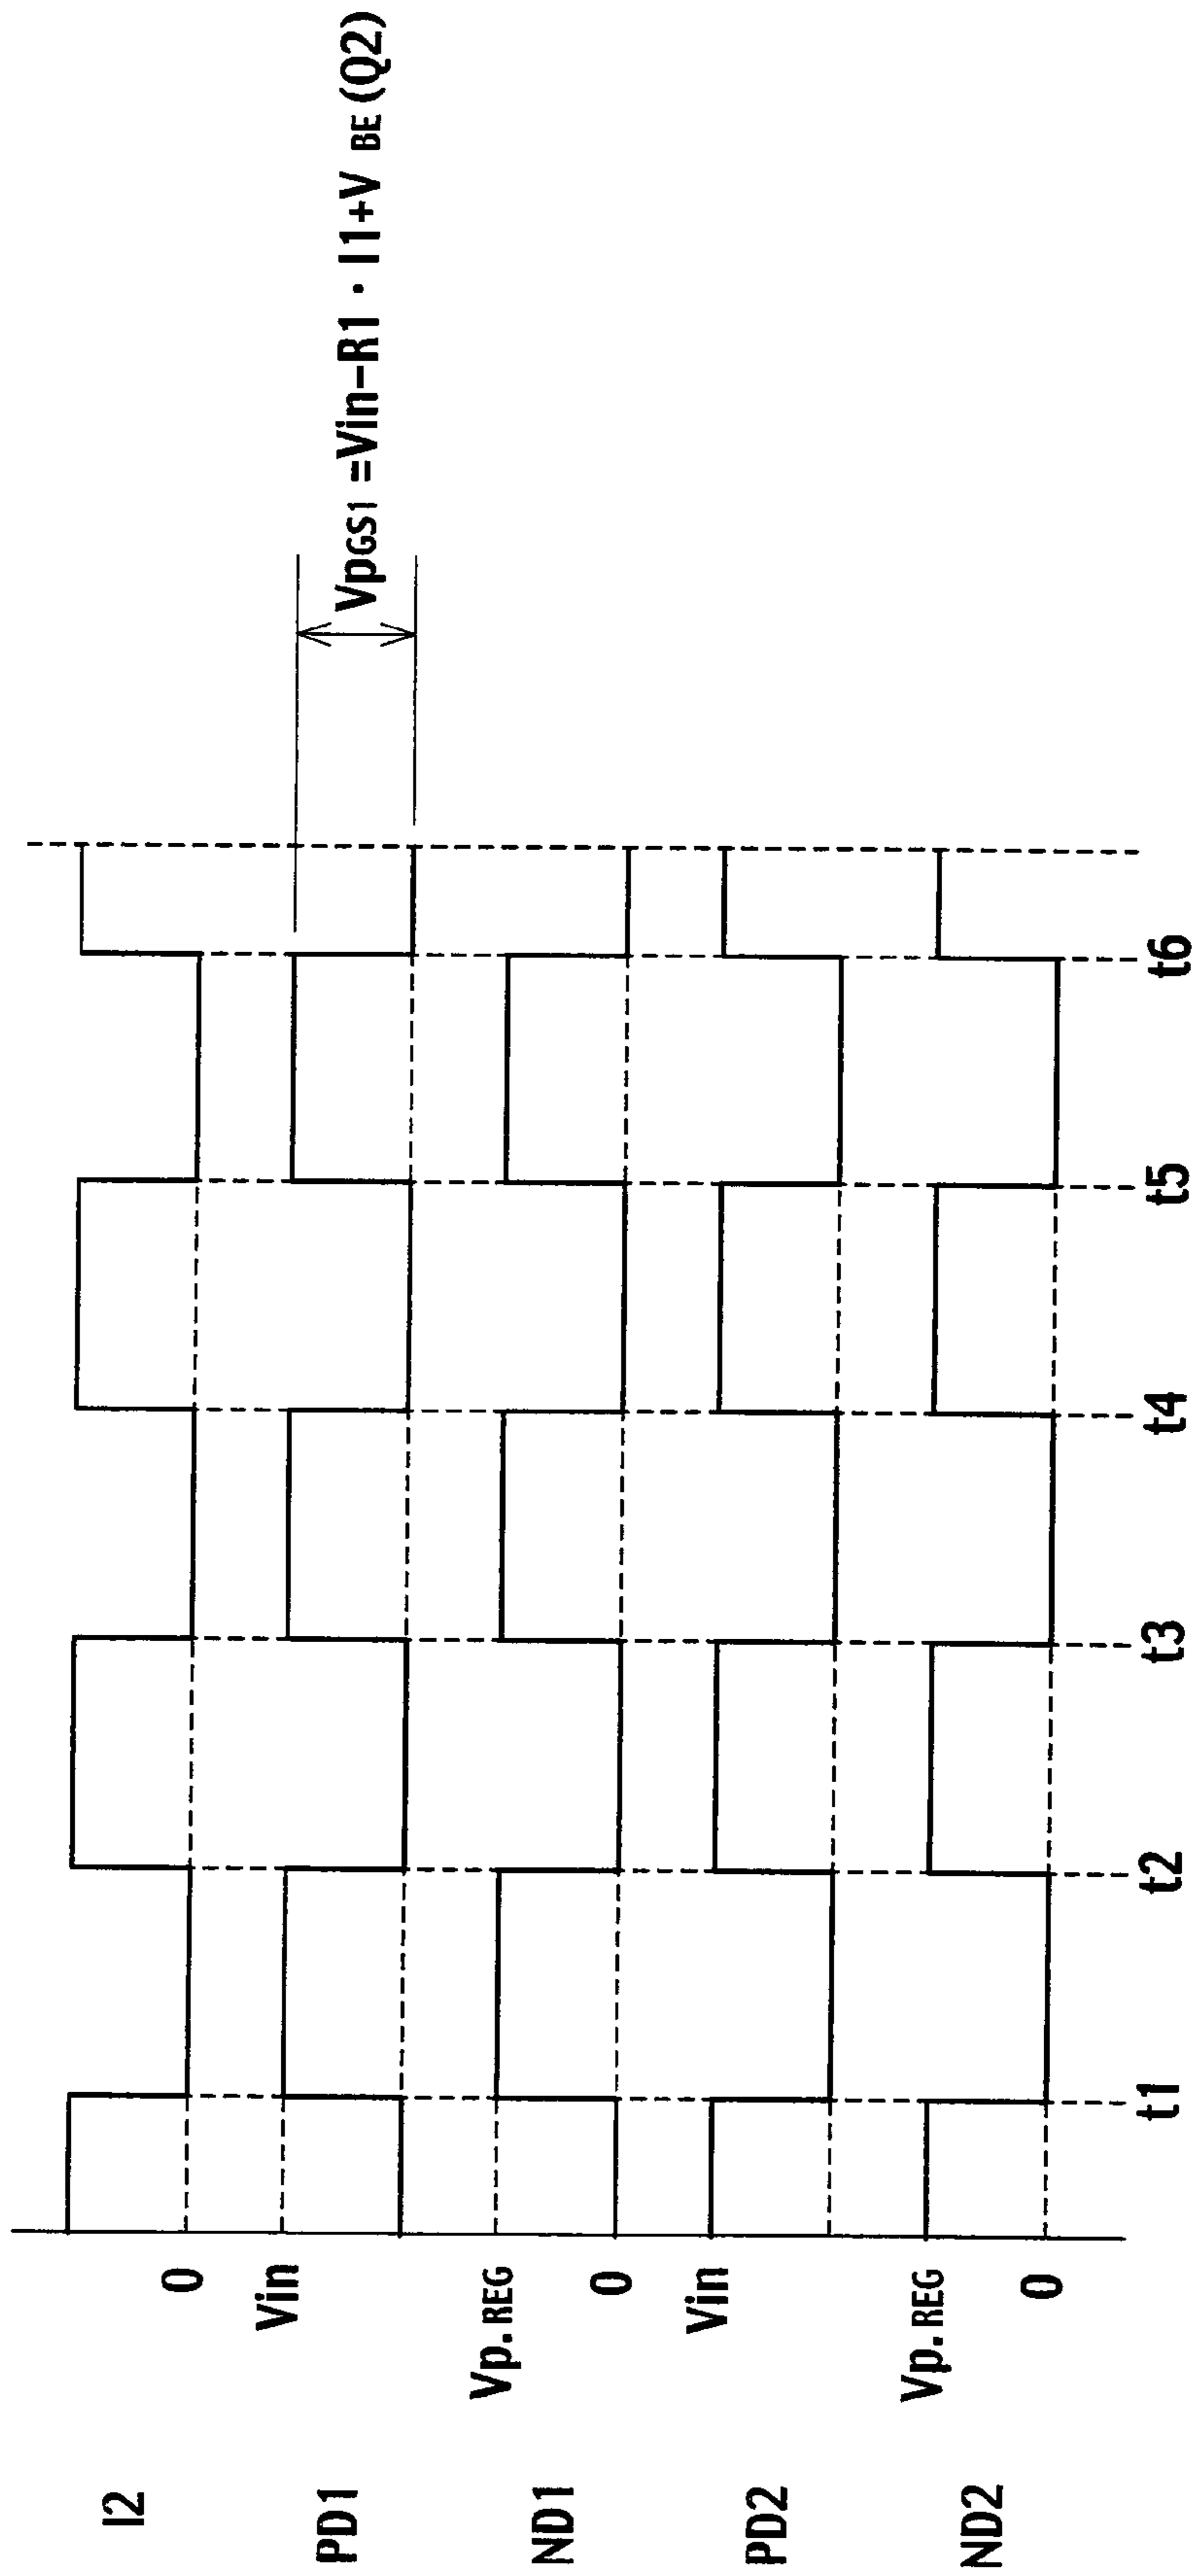 I2
0
PD1
Vin
VpGS1 =Vin−R1 · I1+V BE (Q2)
ND1
Vp.REG
0
PD2
Vin
ND2
Vp.REG
0
t1 t2 t3 t4 t5 t6